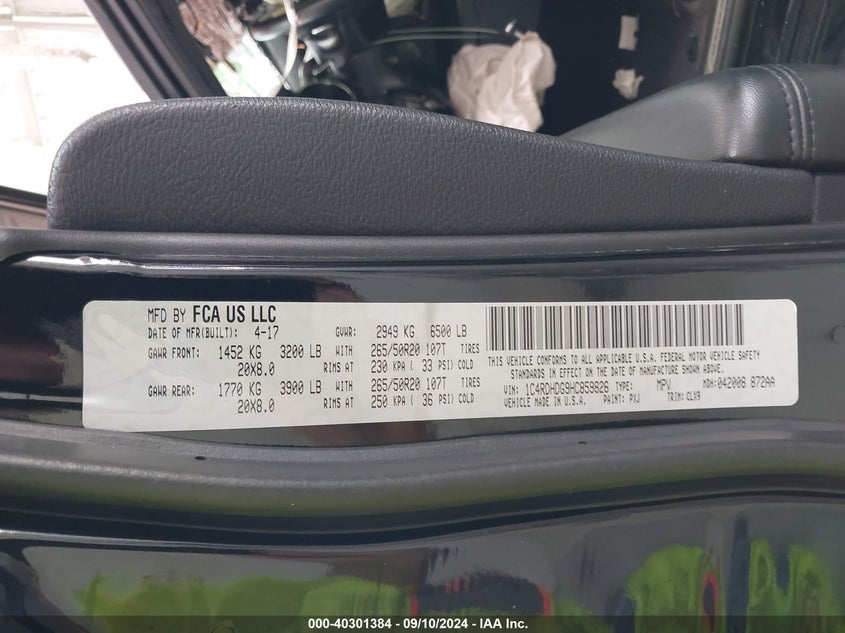 MFD BY FCA US LLC
DATE OF MFR(BUILT): 4-17 GVWR: 2949 KG 6500 LB
GAWR FRONT: 1452 KG 3200 LB WITH 265/50R20 107T TIRES
20X8.0 RIMS AT 230 KPA ( 33 PSI) COLD
GAWR REAR: 1770 KG 3900 LB WITH 265/50R20 107T TIRES
20X8.0 RIMS AT 250 KPA ( 36 PSI) COLD
THIS VEHICLE CONFORMS TO ALL APPLICABLE U.S.A. FEDERAL MOTOR VEHICLE SAFETY
STANDARDS IN EFFECT ON THE DATE OF MANUFACTURE SHOWN ABOVE.
VIN: 1C4RDHDG9HC859826 TYPE: MPV MDH: 042008 872AA
VEHICLE MADE IN U.S.A. PAINT: PXJ TRIM: CLX9
000-40301384 - 09/10/2024 - IAA Inc.